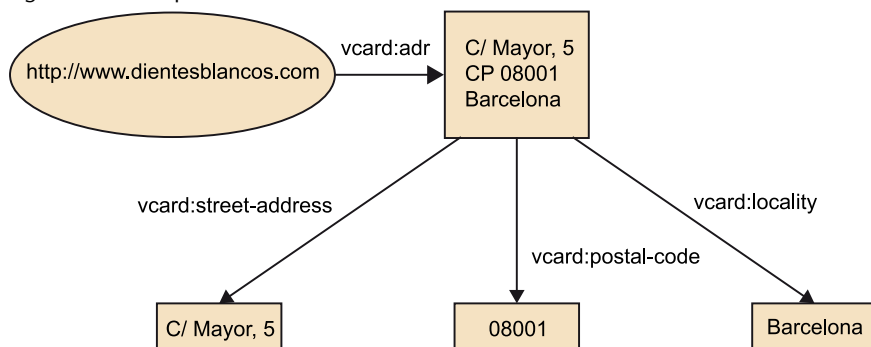 vcard:adr
http://www.dientesblancos.com
C/ Mayor, 5
CP 08001
Barcelona
vcard:street-address
vcard:locality
vcard:postal-code
C/ Mayor, 5
08001
Barcelona